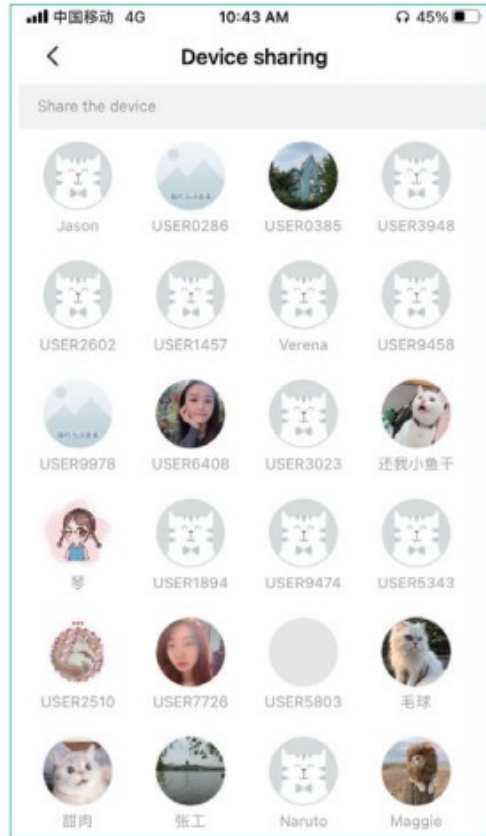 中国移动 4G 10:43 AM 45%
Device sharing
Share the device
Jason USER0286 USER0385 USER3948
USER2602 USER1457 Verena USER9458
USER9978 USER6408 USER3023 还我小鱼干
琴 USER1894 USER9474 USER5343
USER2510 USER7726 USER5803 毛球
甜肉 张工 Naruto Maggie